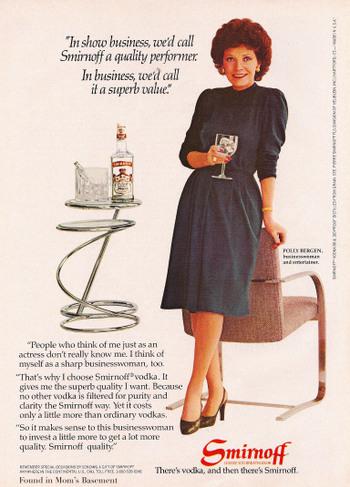 "In show business, we'd call
Smirnoff a quality performer.
In business, we'd call
it a superb value."
SMIRNOFF
POLLY BERGEN,
businesswoman
and entertainer.
"People who think of me just as an
actress don't really know me. I think of
myself as a sharp businesswoman, too.
"That's why I choose Smirnoff® vodka. It
gives me the superb quality I want. Because
no other vodka is filtered for purity and
clarity the Smirnoff way. Yet it costs
only a little more than ordinary vodkas.
"So it makes sense to this businesswoman
to invest a little more to get a lot more
quality. Smirnoff quality."
Smirnoff
There's vodka, and then there's Smirnoff.
Found in Mom's Basement